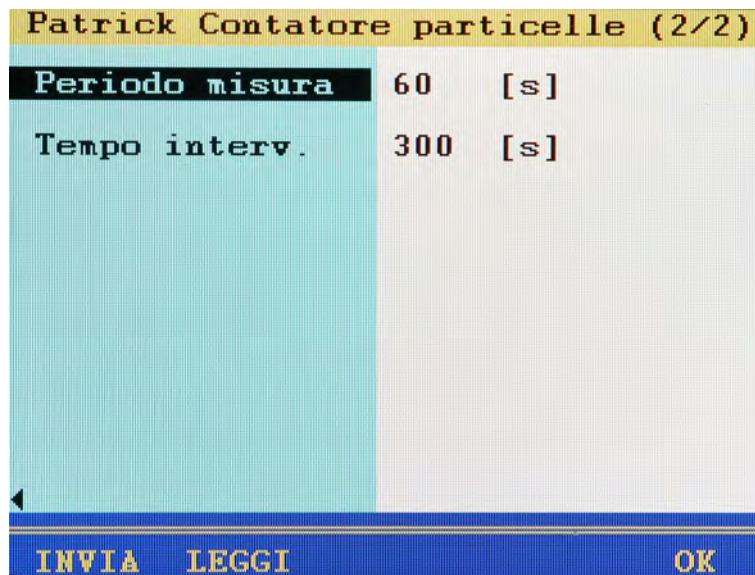 Patrick Contatore particelle (2/2)
Periodo misura 60 [s]
Tempo interv. 300 [s]
INVIA LEGGI OK